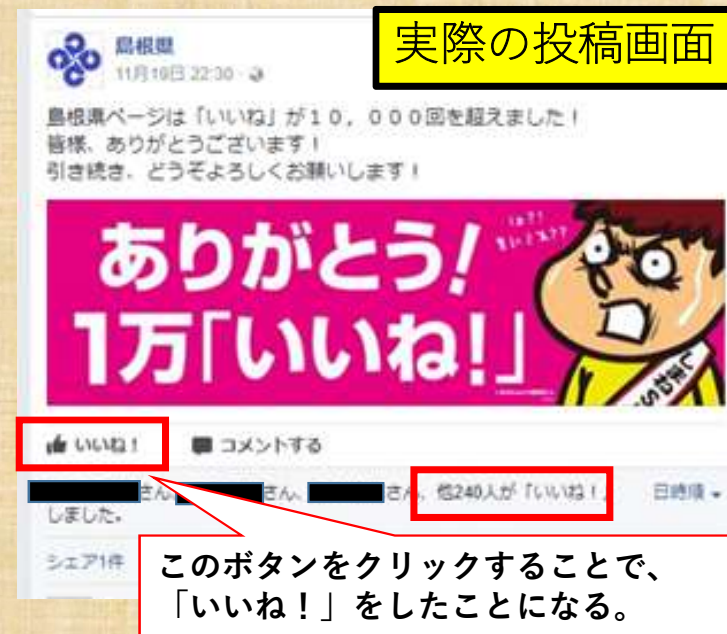 実際の投稿画面
島根県
11月19日 22:30
島根県ページは「いいね」が１０，０００回を超えました！
皆様、ありがとうございます！
引き続き、どうぞよろしくお願いします！
ありがとう!
1万「いいね!」
しまねS
いいね！
コメントする
さん、
さん、
さん、他240人が「いいね！」
しました。
日時順
シェア1件
このボタンをクリックすることで、
「いいね！」をしたことになる。